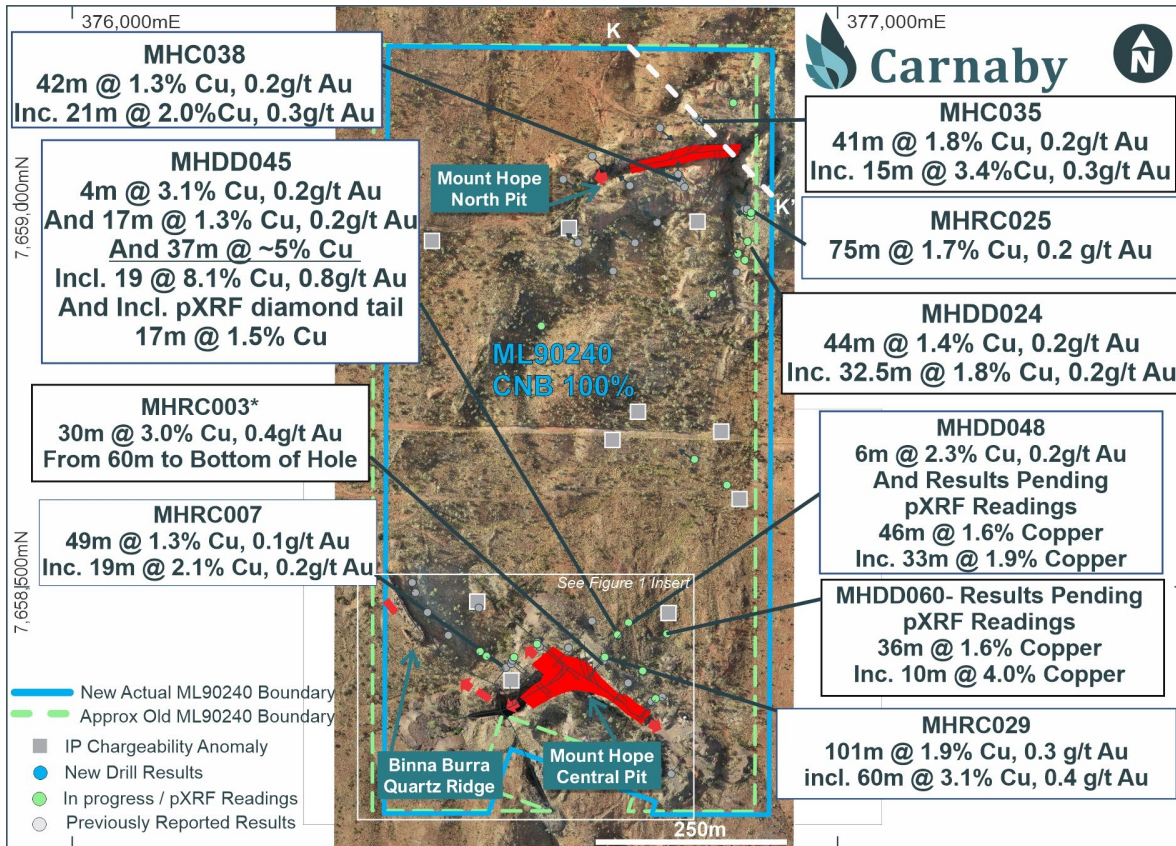 376,000mE
377,000mE
K
Carnaby
N
MHC038
42m @ 1.3% Cu, 0.2g/t Au
Inc. 21m @ 2.0%Cu, 0.3g/t Au
MHC035
41m @ 1.8% Cu, 0.2g/t Au
Inc. 15m @ 3.4%Cu, 0.3g/t Au
MHDD045
4m @ 3.1% Cu, 0.2g/t Au
And 17m @ 1.3% Cu, 0.2g/t Au
And 37m @ ~5% Cu
Incl. 19 @ 8.1% Cu, 0.8g/t Au
And Incl. pXRF diamond tail
17m @ 1.5% Cu
Mount Hope
North Pit
K'
7,659,000mN
MHRC025
75m @ 1.7% Cu, 0.2 g/t Au
MHDD024
44m @ 1.4% Cu, 0.2g/t Au
Inc. 32.5m @ 1.8% Cu, 0.2g/t Au
ML90240
CNB 100%
MHRC003*
30m @ 3.0% Cu, 0.4g/t Au
From 60m to Bottom of Hole
MHDD048
6m @ 2.3% Cu, 0.2g/t Au
And Results Pending
pXRF Readings
46m @ 1.6% Copper
Inc. 33m @ 1.9% Copper
MHRC007
49m @ 1.3% Cu, 0.1g/t Au
Inc. 19m @ 2.1% Cu, 0.2g/t Au
7,658,500mN
See Figure 1 Insert
MHDD060- Results Pending
pXRF Readings
36m @ 1.6% Copper
Inc. 10m @ 4.0% Copper
New Actual ML90240 Boundary
Approx Old ML90240 Boundary
IP Chargeability Anomaly
New Drill Results
In progress / pXRF Readings
Previously Reported Results
Binna Burra
Quartz Ridge
Mount Hope
Central Pit
MHRC029
101m @ 1.9% Cu, 0.3 g/t Au
incl. 60m @ 3.1% Cu, 0.4 g/t Au
250m